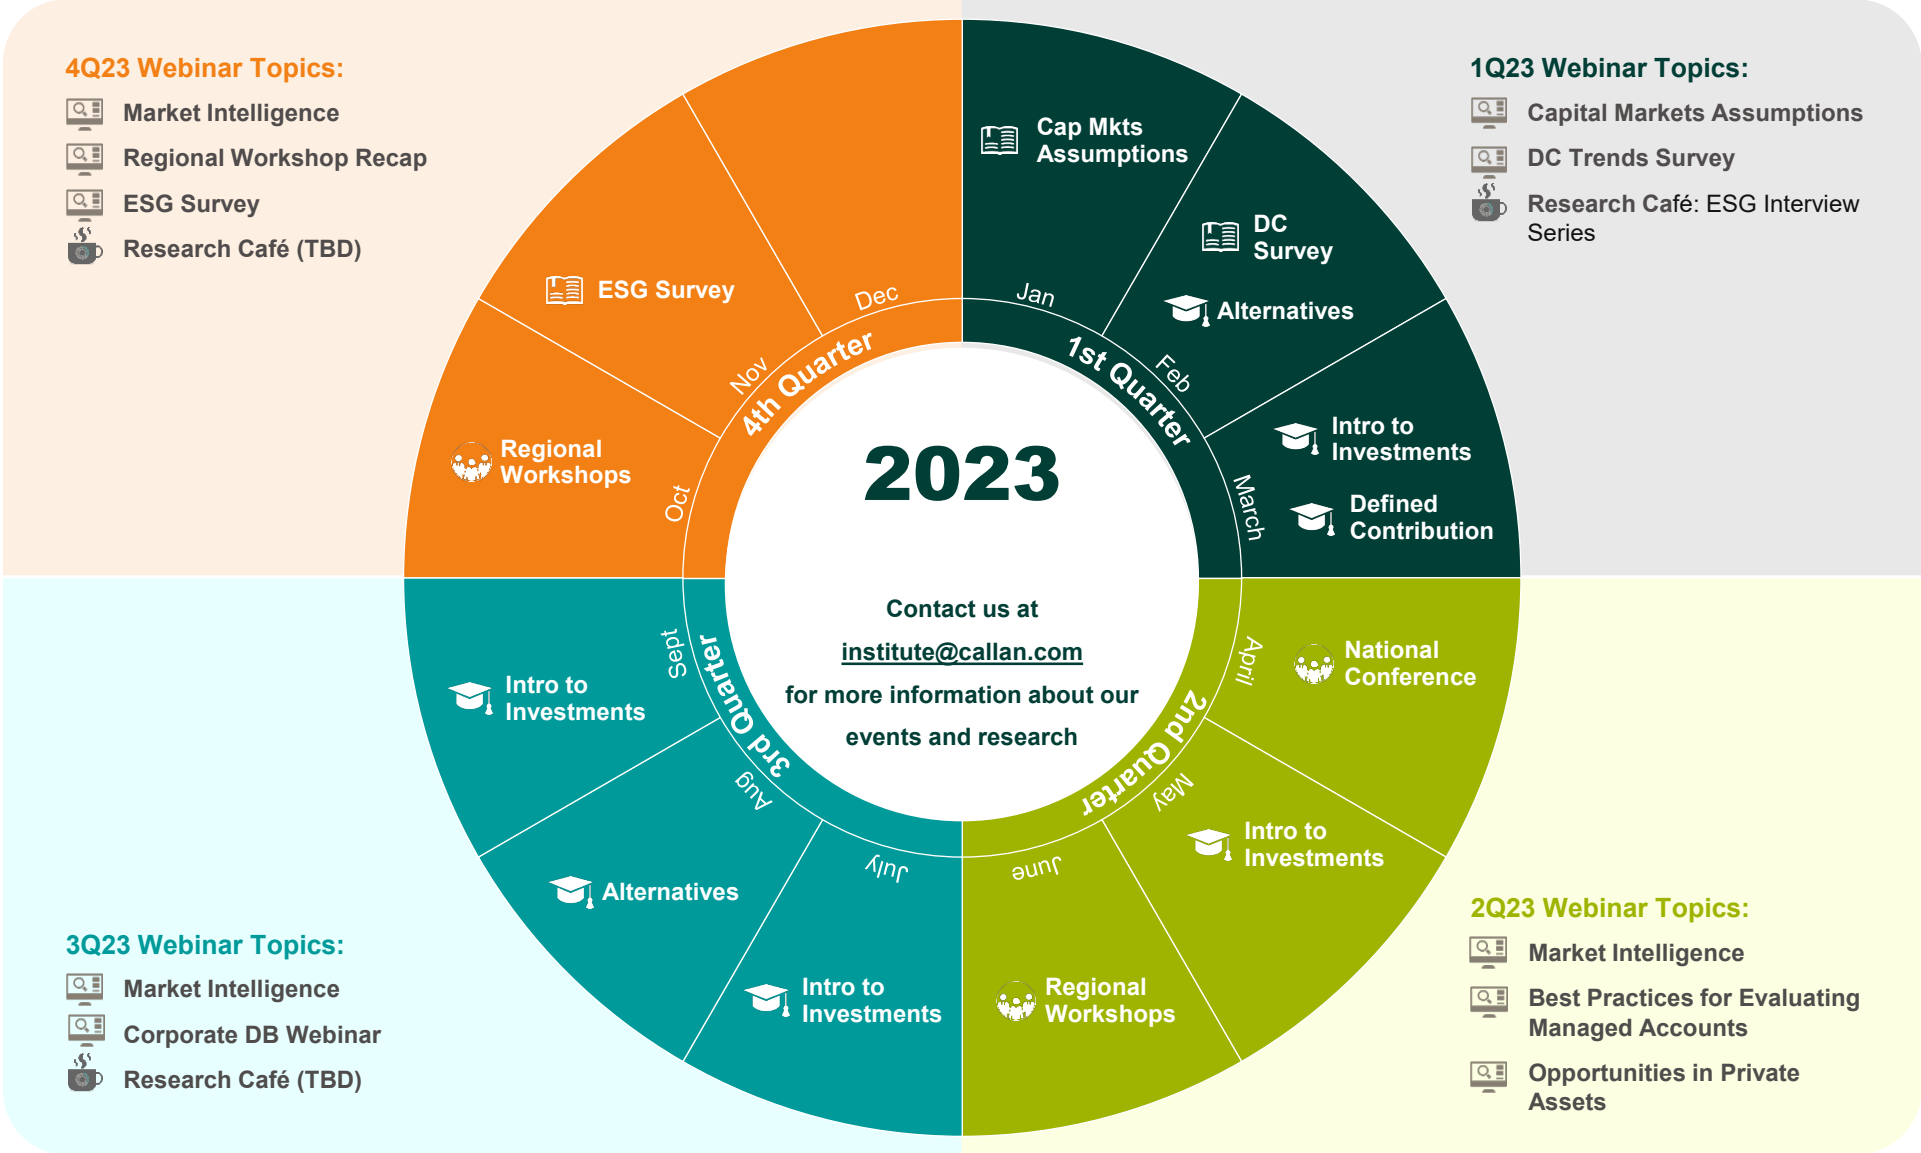 4Q23 Webinar Topics:
Market Intelligence
Regional Workshop Recap
ESG Survey
Research Café (TBD)
1Q23 Webinar Topics:
Capital Markets Assumptions
DC Trends Survey
Research Café: ESG Interview
Series
Cap Mkts
Assumptions
Jan
DC
Survey
Alternatives
Feb
Intro to
Investments
Defined
Contribution
March
1st Quarter
National
Conference
April
Intro to
Investments
May
Regional
Workshops
June
2nd Quarter
Intro to
Investments
July
Alternatives
Aug
Intro to
Investments
Sept
3rd Quarter
Regional
Workshops
Oct
ESG Survey
Nov
Dec
4th Quarter
2023
Contact us at
institute@callan.com
for more information about our
events and research
3Q23 Webinar Topics:
Market Intelligence
Corporate DB Webinar
Research Café (TBD)
2Q23 Webinar Topics:
Market Intelligence
Best Practices for Evaluating
Managed Accounts
Opportunities in Private
Assets